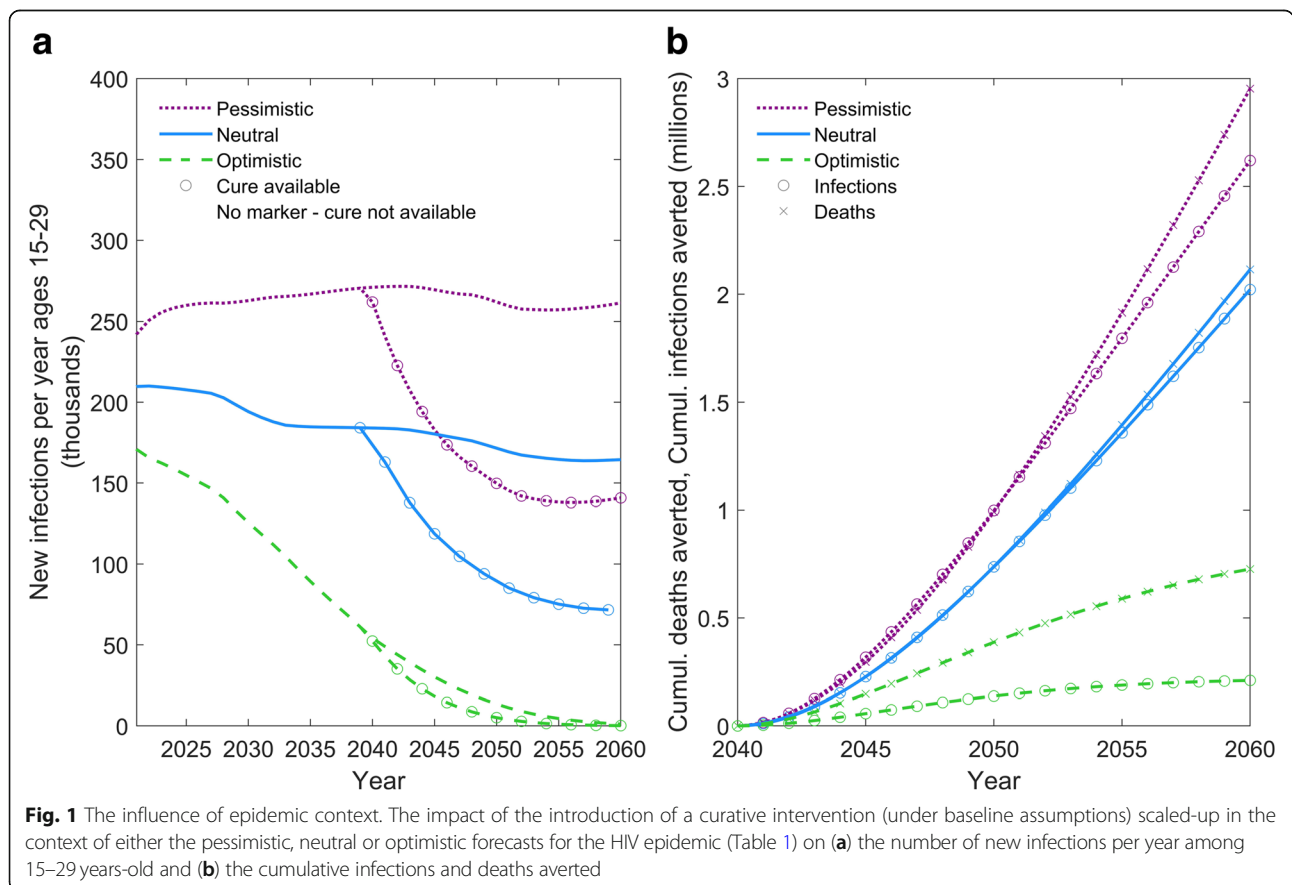 a
New infections per year ages 15-29
(thousands)
400
350
300
250
200
150
100
50
0
Pessimistic
Neutral
Optimistic
Cure available
No marker - cure not available
2025 2030 2035 2040 2045 2050 2055 2060
Year
b
Cumul. deaths averted, Cumul. infections averted (millions)
3
2.5
2
1.5
1
0.5
0
Pessimistic
Neutral
Optimistic
Infections
Deaths
2040 2045 2050 2055 2060
Year
Fig. 1 The influence of epidemic context. The impact of the introduction of a curative intervention (under baseline assumptions) scaled-up in the
context of either the pessimistic, neutral or optimistic forecasts for the HIV epidemic (Table 1) on (a) the number of new infections per year among
15–29 years-old and (b) the cumulative infections and deaths averted